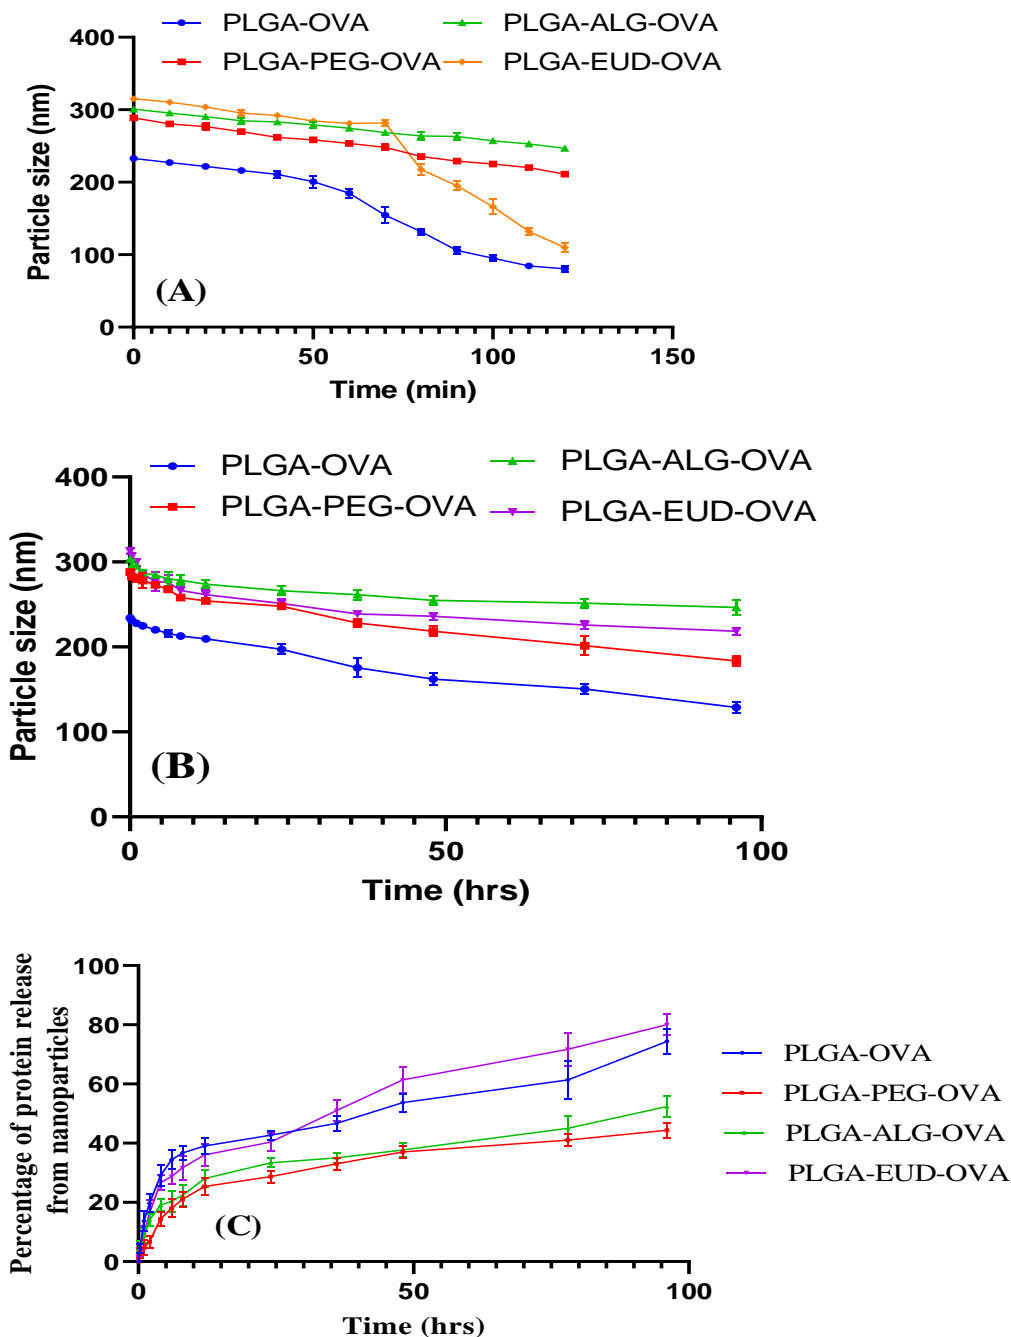 PLGA-OVA
PLGA-ALG-OVA
PLGA-PEG-OVA
PLGA-EUD-OVA
400
300
200
100
0
Particle size (nm)
(A)
0 50 100 150
Time (min)
PLGA-OVA
PLGA-ALG-OVA
PLGA-PEG-OVA
PLGA-EUD-OVA
400
300
200
100
0
Particle size (nm)
(B)
0 50 100
Time (hrs)
100
80
60
40
20
0
Percentage of protein release
from nanoparticles
(C)
0 50 100
Time (hrs)
PLGA-OVA
PLGA-PEG-OVA
PLGA-ALG-OVA
PLGA-EUD-OVA